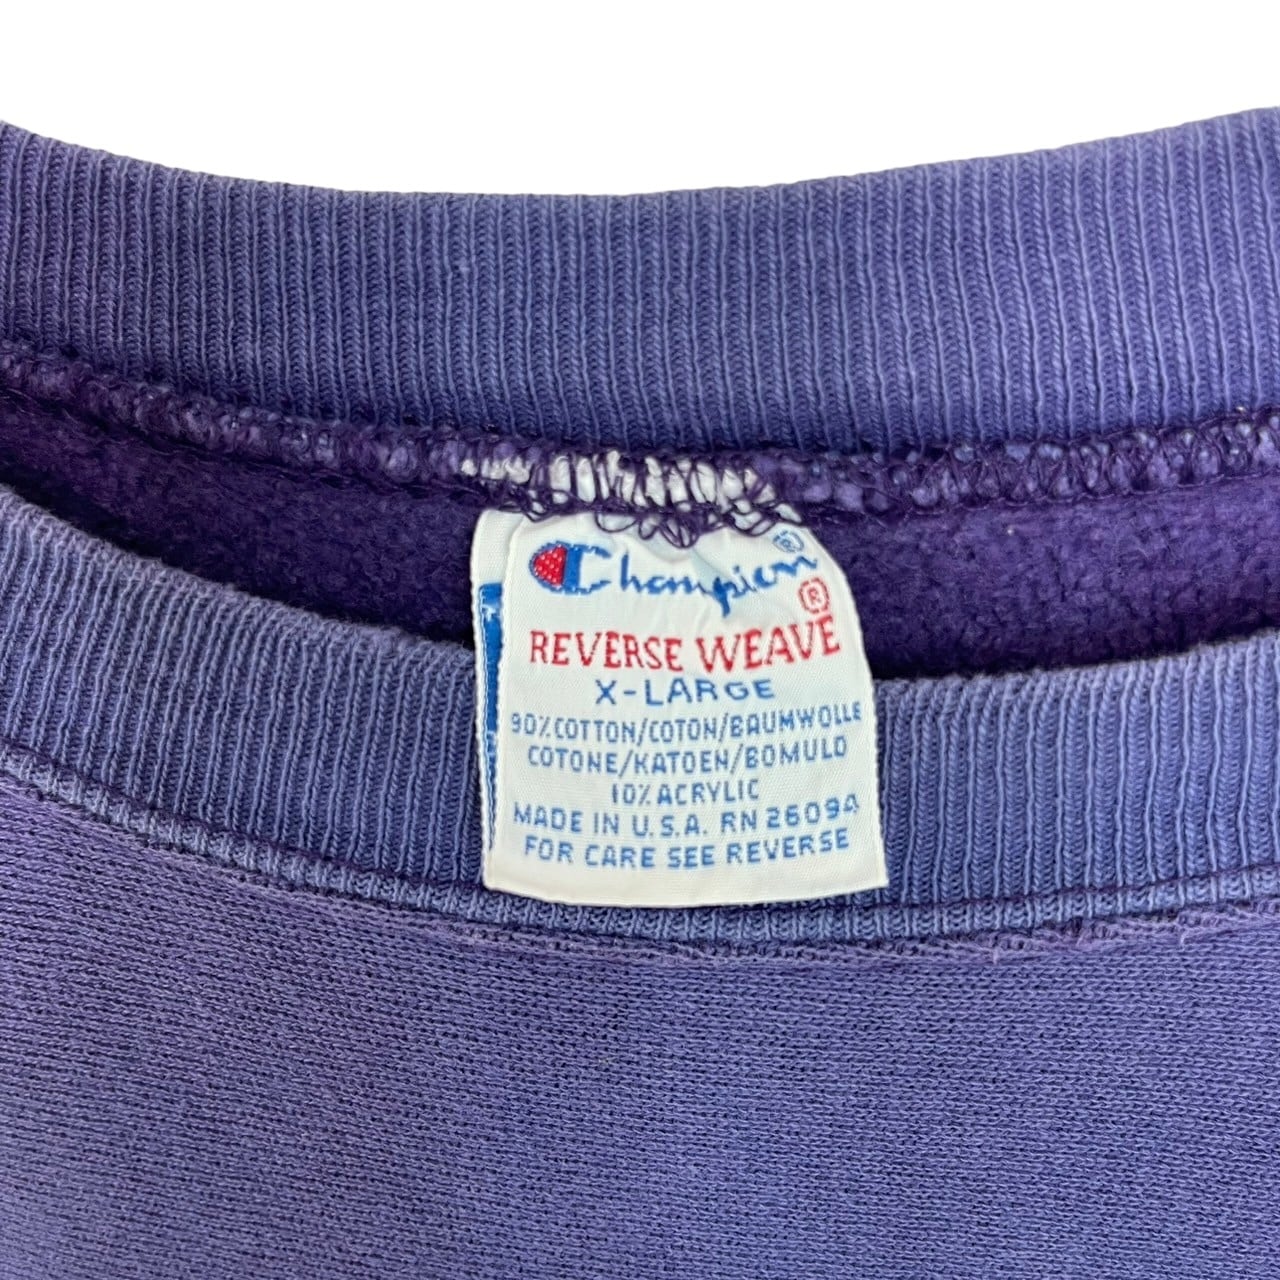 Champion®
®
REVERSE WEAVE
X-LARGE
90% COTTON/COTON/BAUMWOLLE
COTONE/KATOEN/BOMULD
10% ACRYLIC
MADE IN U.S.A. RN 26094
FOR CARE SEE REVERSE